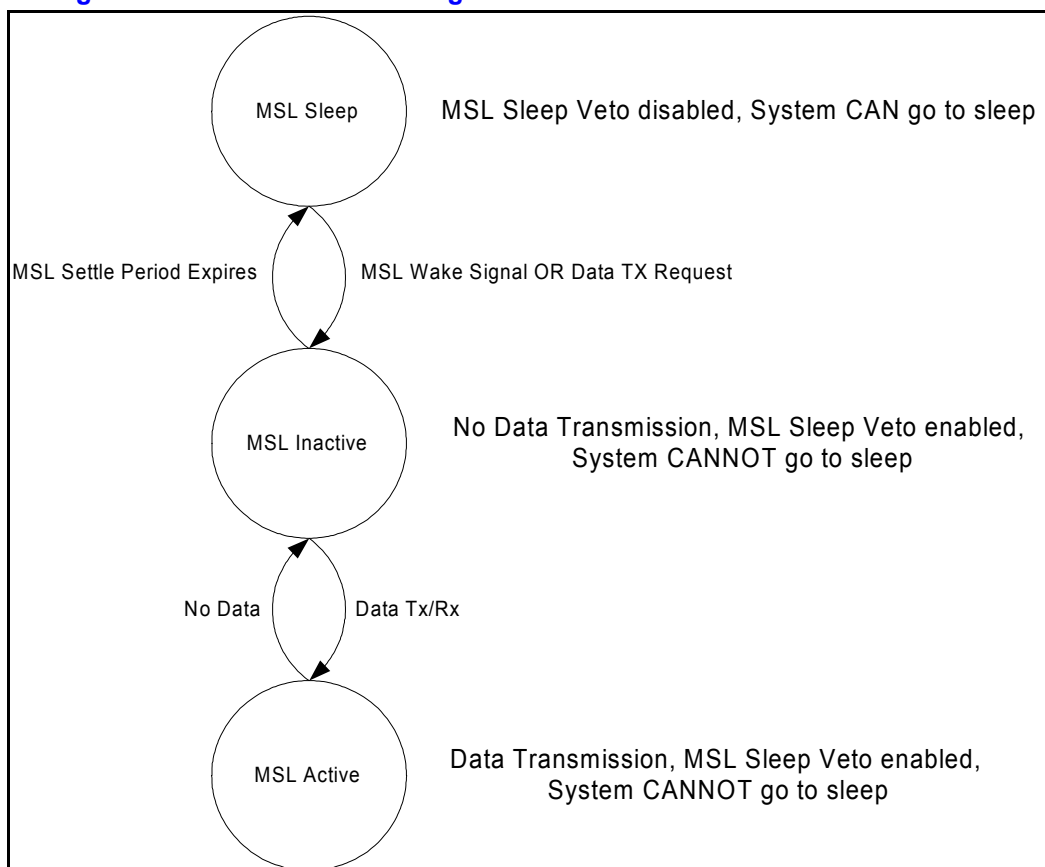 MSL Sleep
MSL Sleep Veto disabled, System CAN go to sleep
MSL Settle Period Expires
MSL Wake Signal OR Data TX Request
MSL Inactive
No Data Transmission, MSL Sleep Veto enabled,
System CANNOT go to sleep
No Data
Data Tx/Rx
MSL Active
Data Transmission, MSL Sleep Veto enabled,
System CANNOT go to sleep